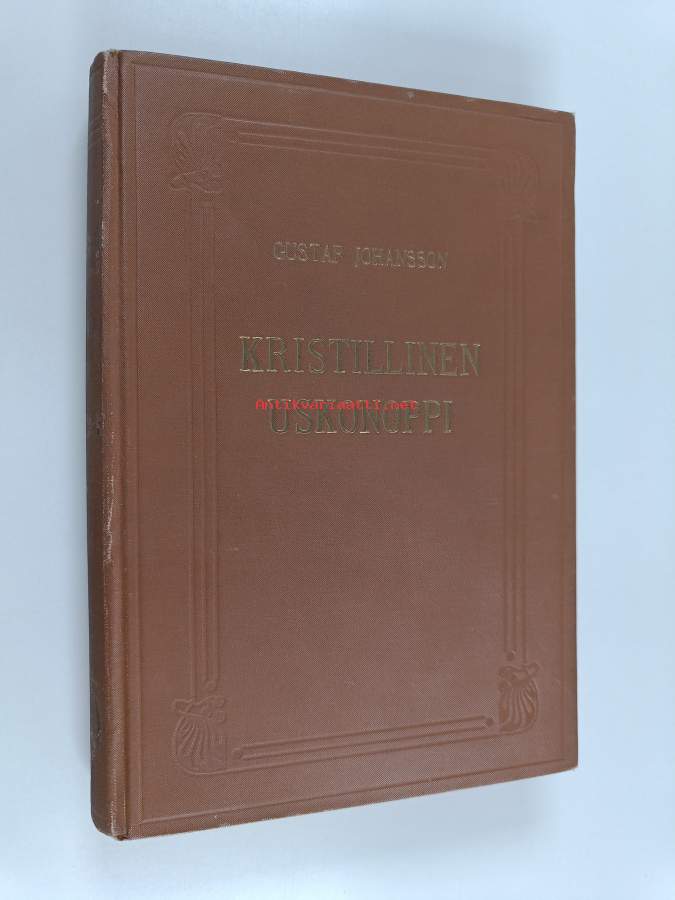 GUSTAF JOHANSSON
KRISTILLINEN
Antikvariaatti.net
USKONOPPI